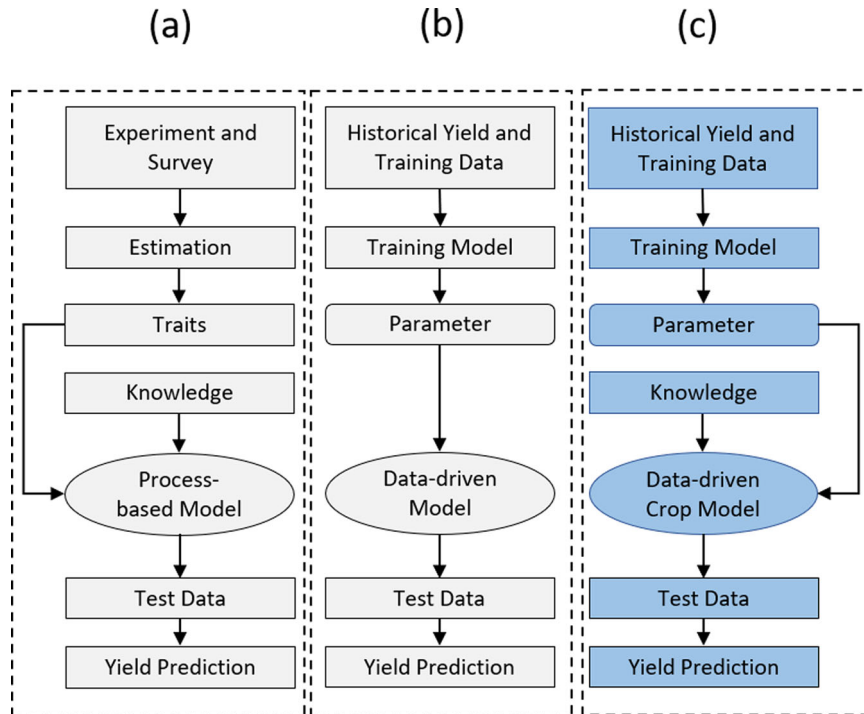 (a)
Experiment and
Survey
Estimation
Traits
Knowledge
Process-
based Model
Test Data
Yield Prediction
(b)
Historical Yield and
Training Data
Training Model
Parameter
Data-driven
Model
Test Data
Yield Prediction
(c)
Historical Yield and
Training Data
Training Model
Parameter
Knowledge
Data-driven
Crop Model
Test Data
Yield Prediction